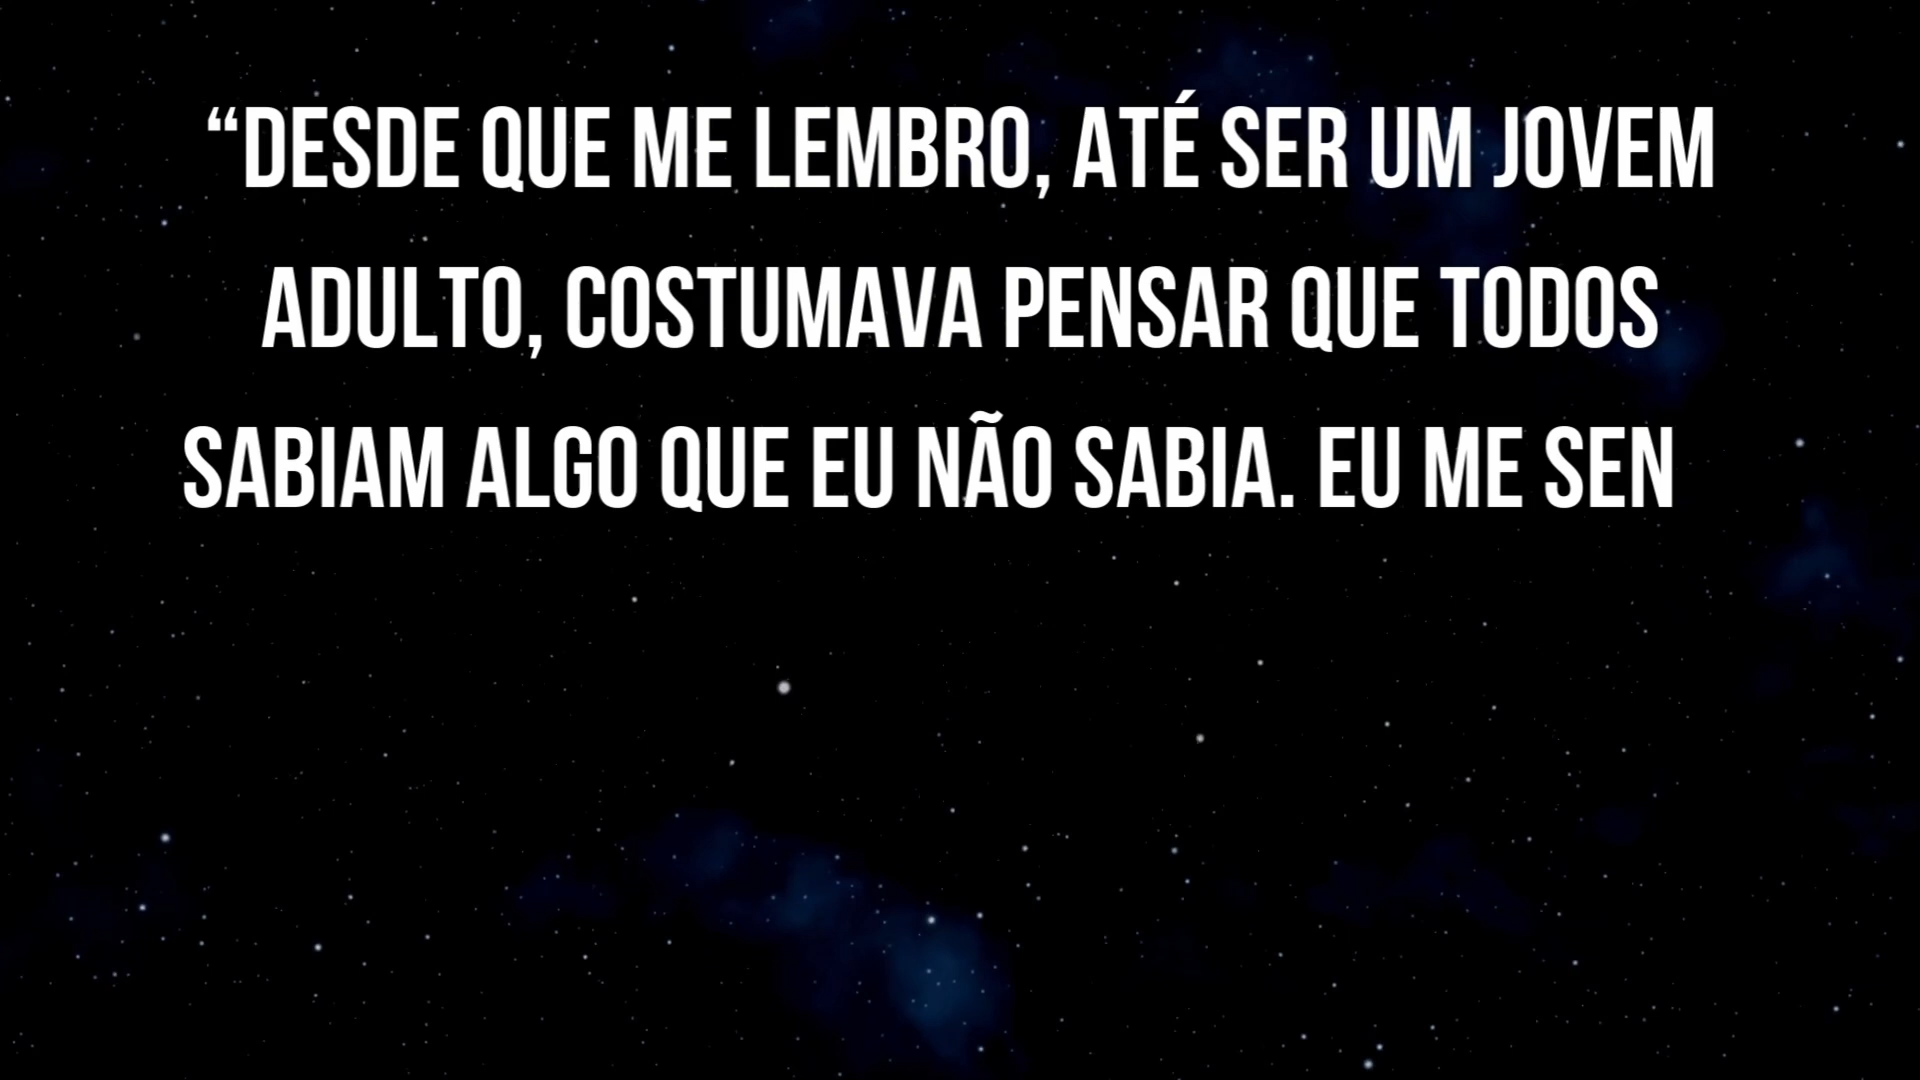 “DESDE QUE ME LEMBRO, ATÉ SER UM JOVEM
ADULTO, COSTUMAVA PENSAR QUE TODOS
SABIAM ALGO QUE EU NÃO SABIA. EU ME SEN